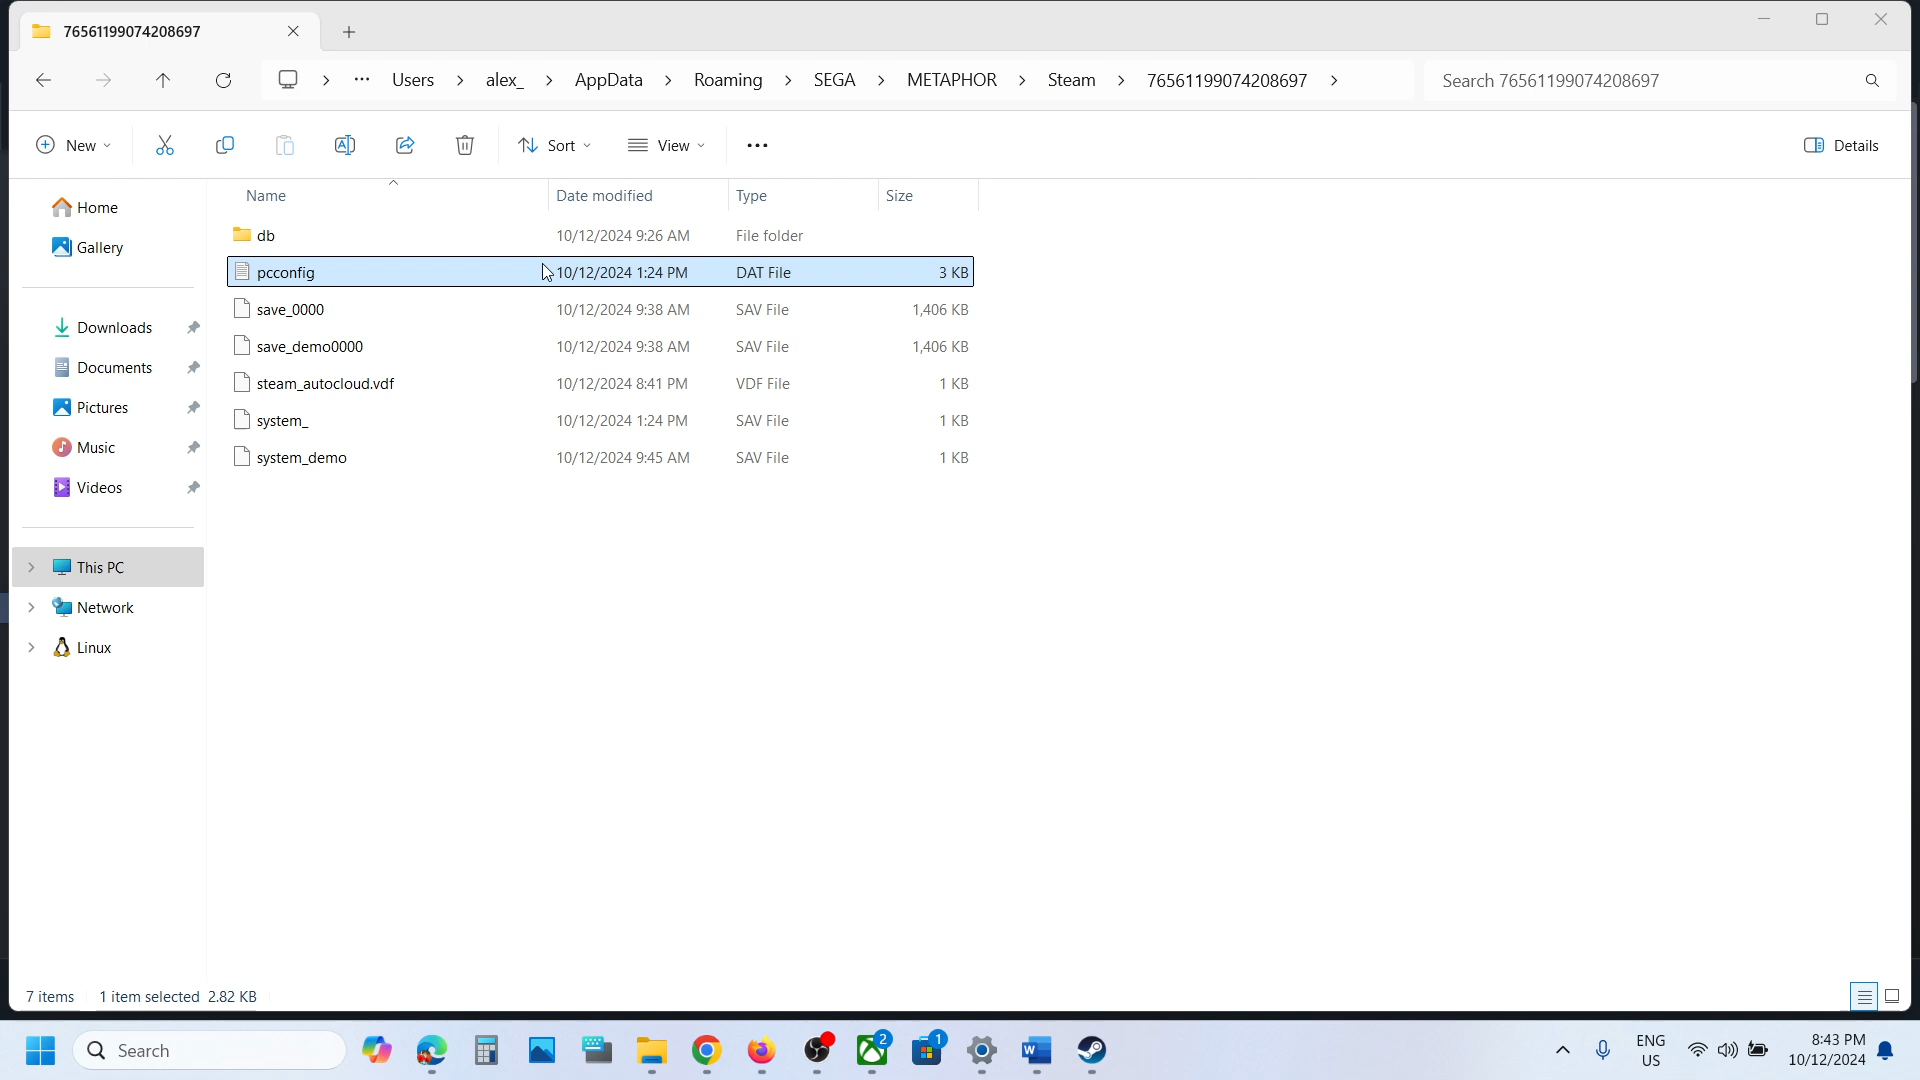 76561199074208697
Users > alex_ > AppData > Roaming > SEGA > METAPHOR > Steam > 76561199074208697 >
Search 76561199074208697
New
Sort
View
Details
Name Date modified Type Size
db 10/12/2024 9:26 AM File folder
pcconfig 10/12/2024 1:24 PM DAT File 3 KB
save_0000 10/12/2024 9:38 AM SAV File 1,406 KB
save_demo0000 10/12/2024 9:38 AM SAV File 1,406 KB
steam_autocloud.vdf 10/12/2024 8:41 PM VDF File 1 KB
system_ 10/12/2024 1:24 PM SAV File 1 KB
system_demo 10/12/2024 9:45 AM SAV File 1 KB
Home
Gallery
Downloads
Documents
Pictures
Music
Videos
This PC
Network
Linux
7 items 1 item selected 2.82 KB
Search
2
1
ENG
US
8:43 PM
10/12/2024